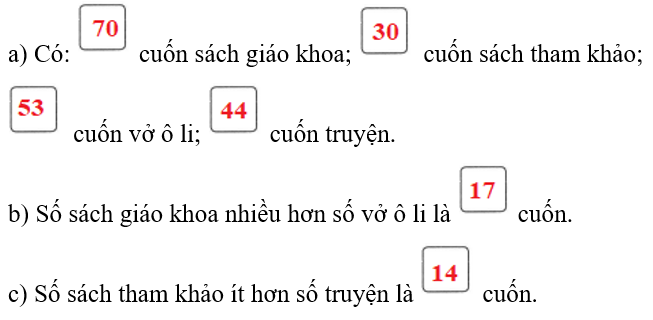 a) Có: 70 cuốn sách giáo khoa; 30 cuốn sách tham khảo;
53 cuốn vở ô li; 44 cuốn truyện.
b) Số sách giáo khoa nhiều hơn số vở ô li là 17 cuốn.
c) Số sách tham khảo ít hơn số truyện là 14 cuốn.